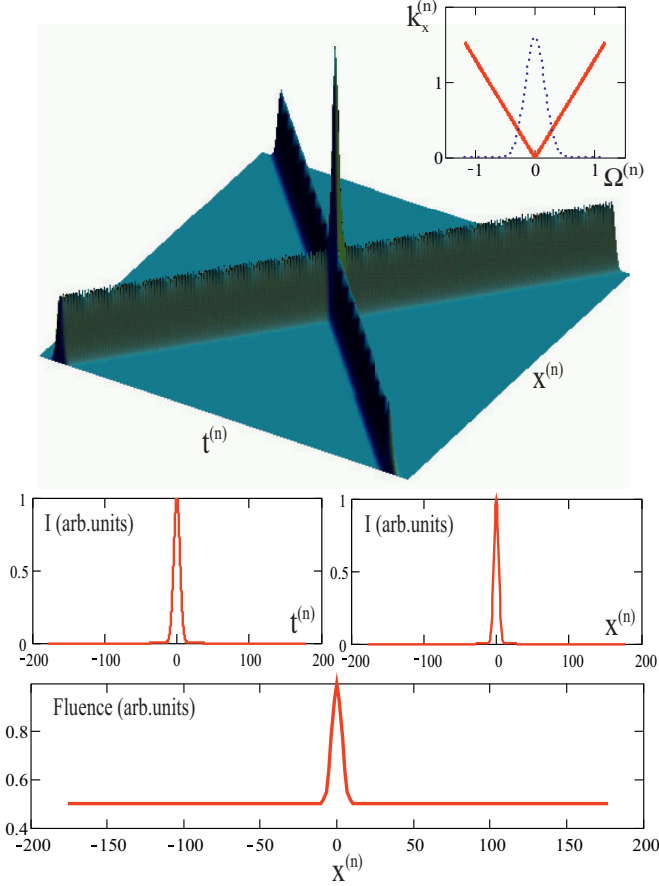 k_x^(n)
1
0
-1 0 1 Ω^(n)
x^(n)
t^(n)
1
I (arb.units)
0.5
t^(n)
0
-200 -100 0 100 200
1
I (arb.units)
0.5
x^(n)
0
-200 -100 0 100 200
Fluence (arb.units)
0.8
0.6
0.4
-200 -150 -100 -50 0 50 100 150 200
x^(n)